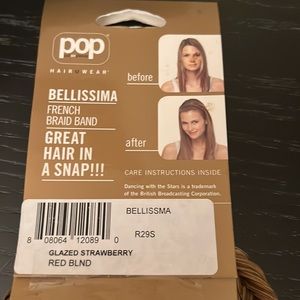 pop
HAIR U WEAR
before
BELLISSIMA
FRENCH
BRAID BAND
GREAT
HAIR IN
A SNAP!!!
after
CARE INSTRUCTIONS INSIDE
Dancing with the Stars is a trademark
of the British Broadcasting Corporation.
BELLISSMA
8 08064 12089 0
R29S
GLAZED STRAWBERRY
RED BLND